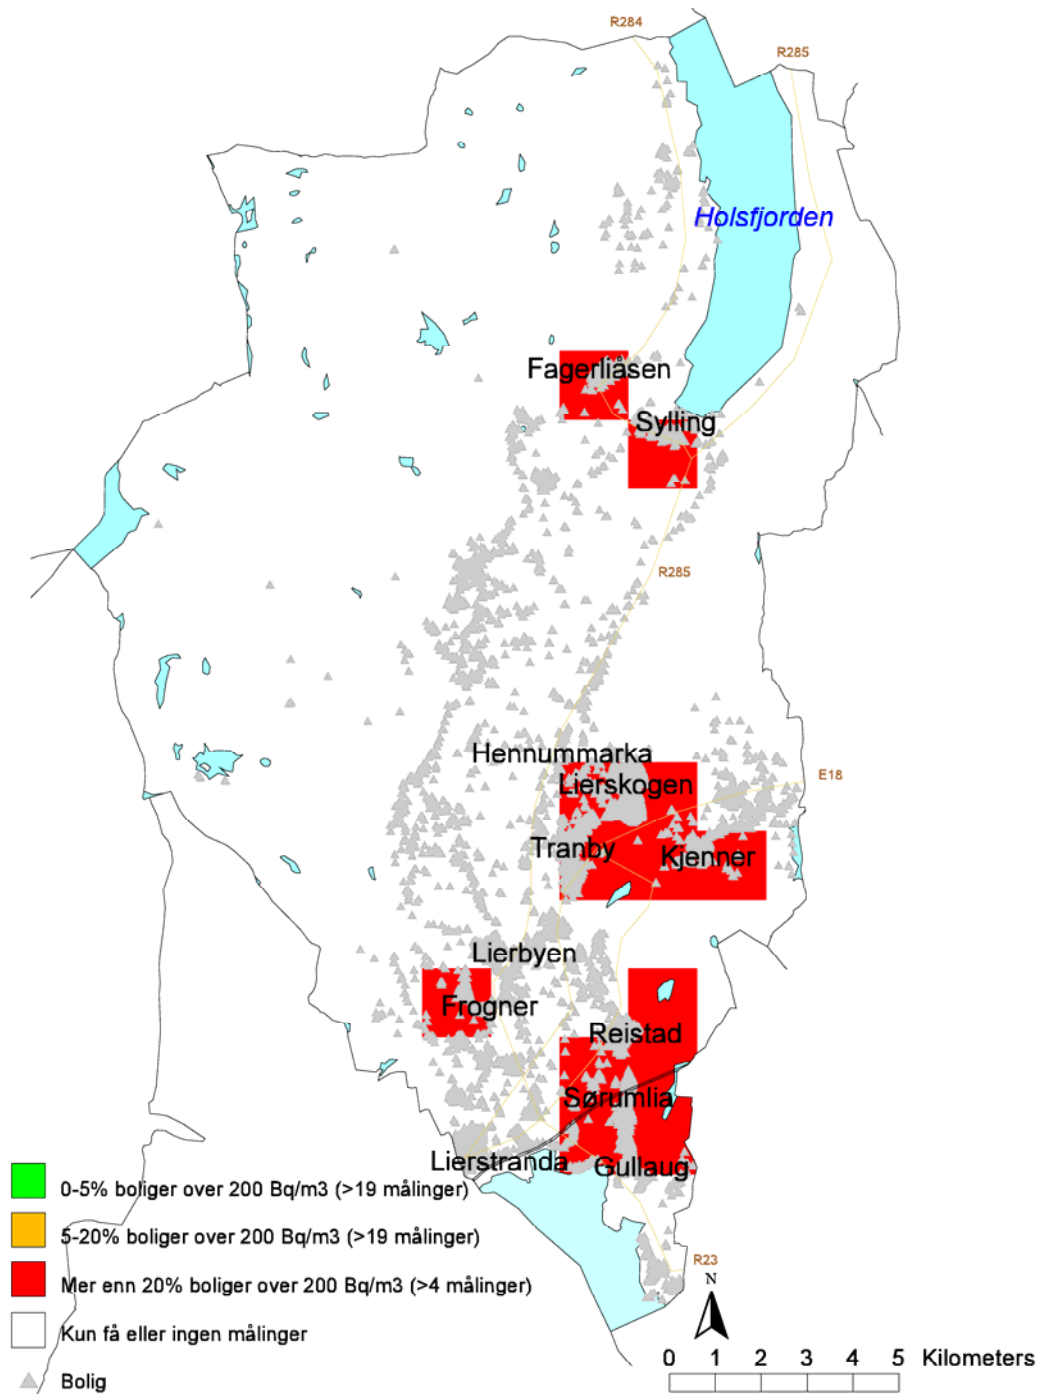 R284
R285
Holsfjorden
Fagerliåsen
Sylling
R285
Hennummarka
Lierskogen
E18
Tranby
Kjenner
Lierbyen
Frogner
Reistad
Sørumlia
Lierstranda
Gullaug
0-5% boliger over 200 Bq/m3 (>19 målinger)
5-20% boliger over 200 Bq/m3 (>19 målinger)
R23
N
Mer enn 20% boliger over 200 Bq/m3 (>4 målinger)
Kun få eller ingen målinger
0 1 2 3 4 5 Kilometers
Bolig